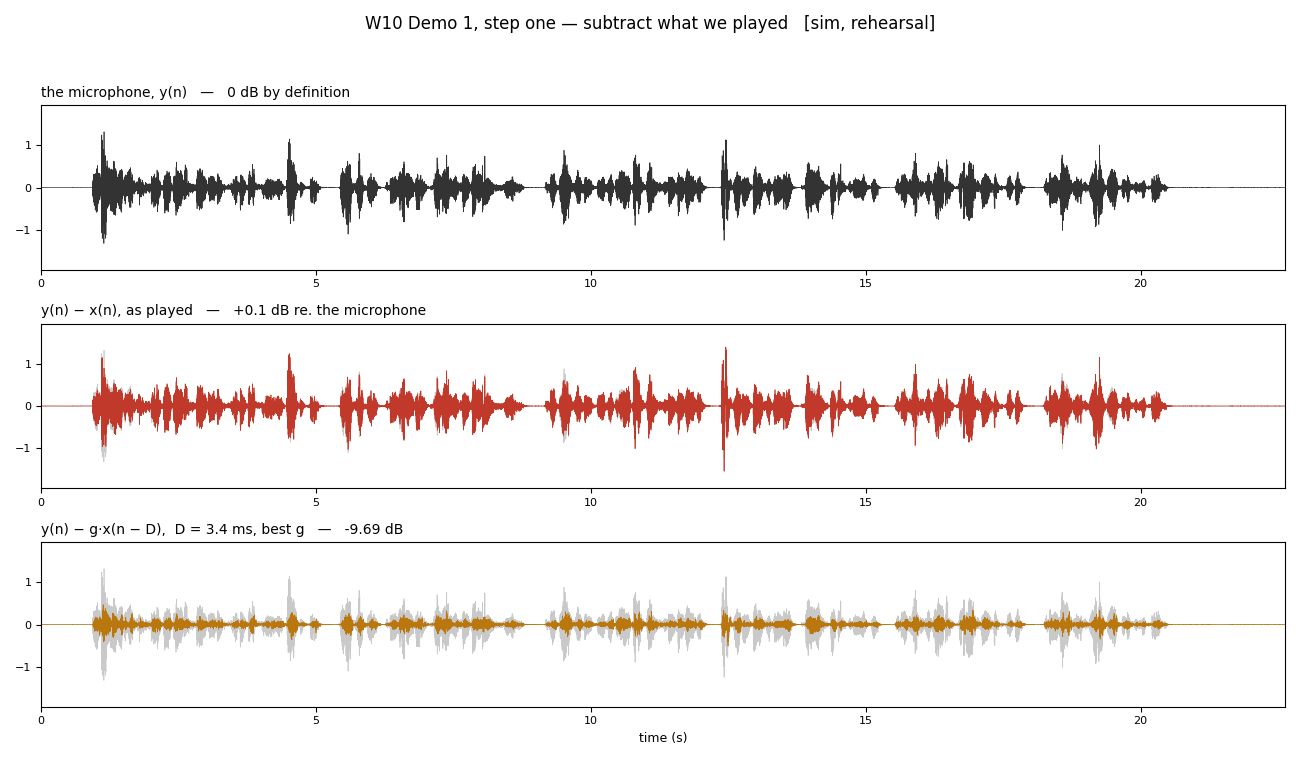 W10 Demo 1, step one — subtract what we played   [sim, rehearsal]
the microphone, y(n)   —   0 dB by definition
1
0
−1
0 5 10 15 20
y(n) − x(n), as played   —   +0.1 dB re. the microphone
1
0
−1
0 5 10 15 20
y(n) − g·x(n − D),  D = 3.4 ms, best g   —   -9.69 dB
1
0
−1
0 5 10 15 20
time (s)